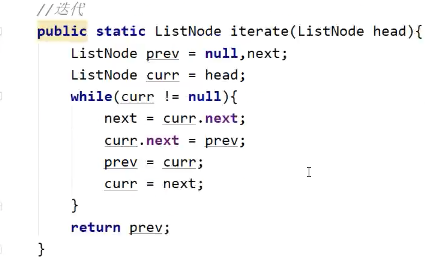 //迭代
public static ListNode iterate(ListNode head){
ListNode prev = null,next;
ListNode curr = head;
while(curr != null){
next = curr.next;
curr.next = prev;
prev = curr;
curr = next;
}
return prev;
}